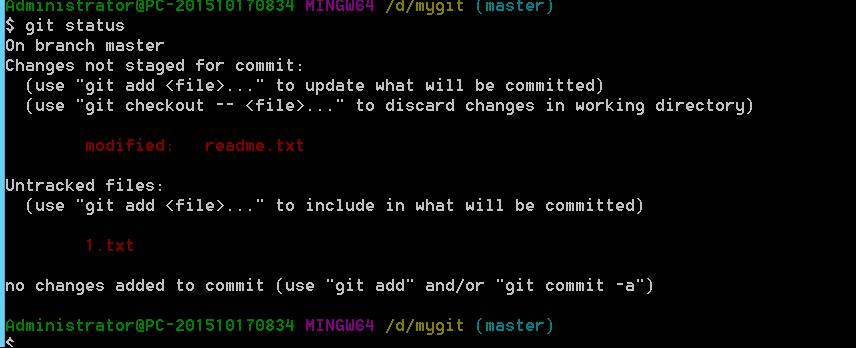 Administrator@PC-201510170834 MINGW64 /d/mygit (master)
$ git status
On branch master
Changes not staged for commit:
  (use "git add <file>..." to update what will be committed)
  (use "git checkout -- <file>..." to discard changes in working directory)
        modified:   readme.txt
Untracked files:
  (use "git add <file>..." to include in what will be committed)
        1.txt
no changes added to commit (use "git add" and/or "git commit -a")
Administrator@PC-201510170834 MINGW64 /d/mygit (master)
$